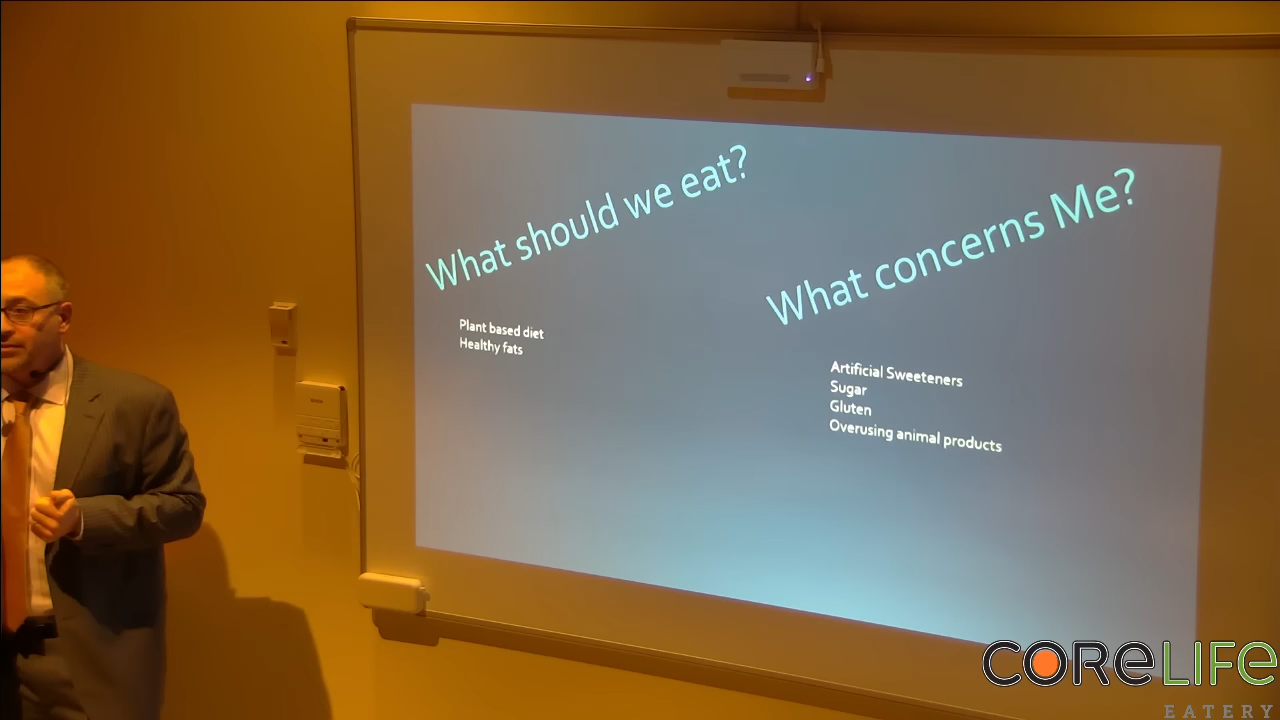 What should we eat?
Plant based diet
Healthy fats
What concerns Me?
Artificial Sweeteners
Sugar
Gluten
Overusing animal products
CORELIFE
EATERY